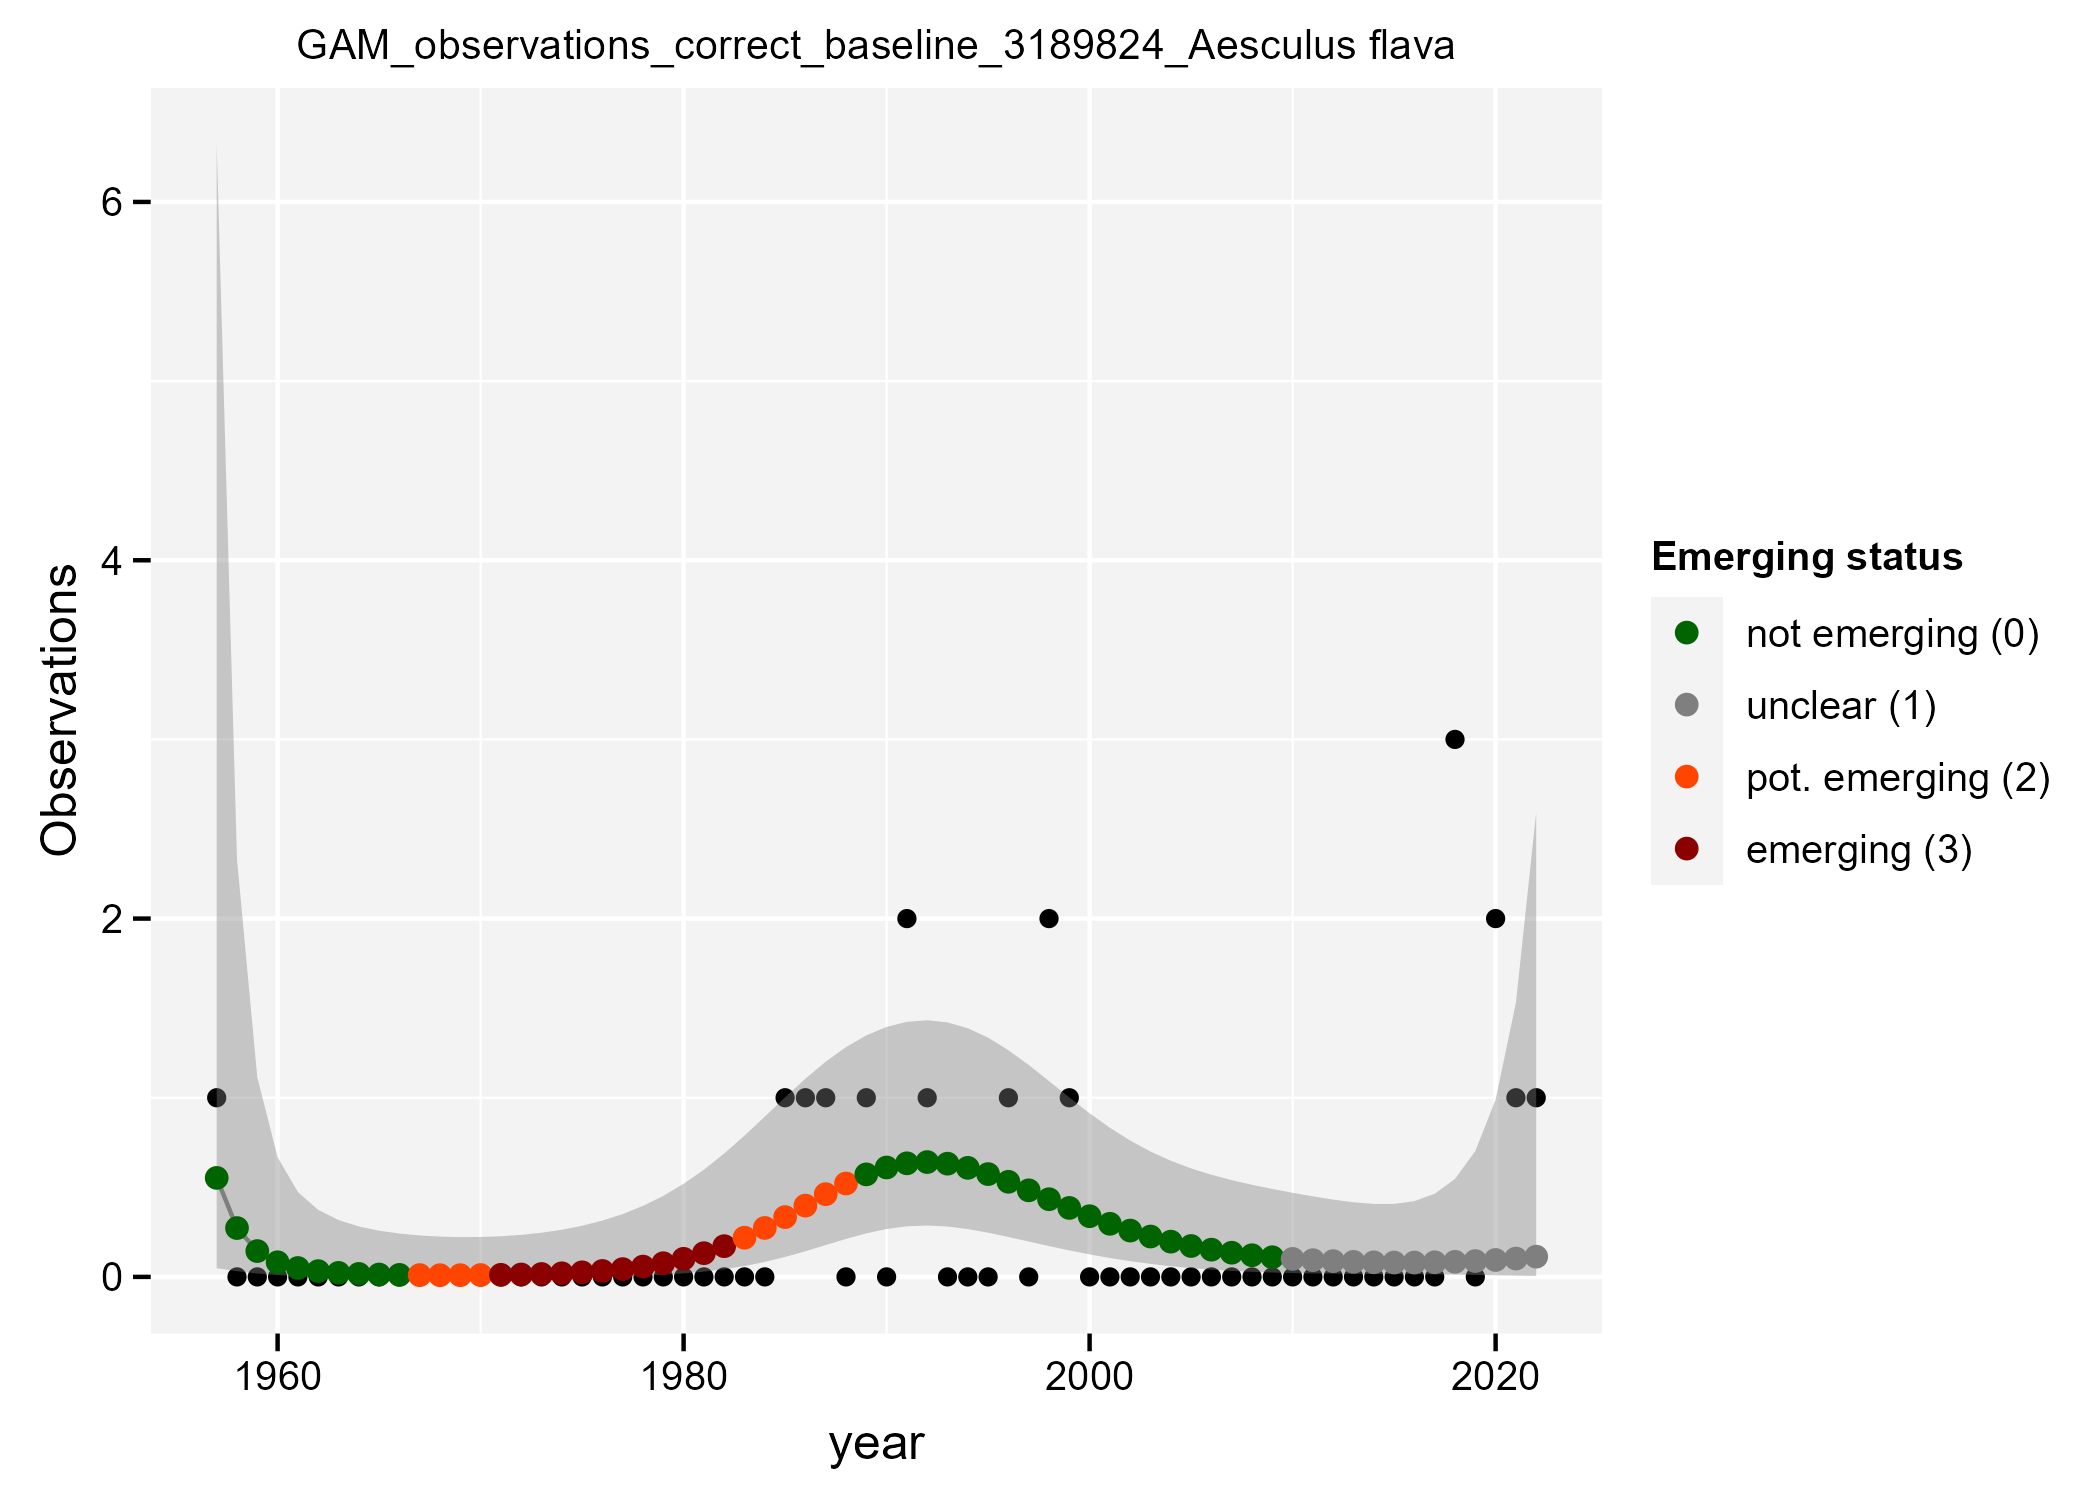 GAM_observations_correct_baseline_3189824_Aesculus flava
6
4
2
0
Observations
1960
1980
2000
2020
year
Emerging status
not emerging (0)
unclear (1)
pot. emerging (2)
emerging (3)